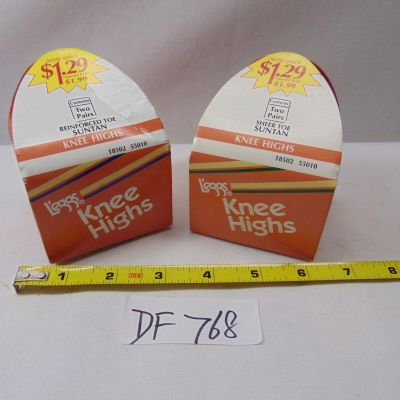 NOW ONLY
$1.29
$1.99
Contents
Two
Pairs
REINFORCED TOE
SUNTAN
KNEE HIGHS
18502 55010
L'eggs
Knee
Highs
NOW ONLY
$1.29
$1.99
Contents
Two
Pairs
SHEER TOE
SUNTAN
KNEE HIGHS
18502 55010
L'eggs
Knee
Highs
1 2 3 4 5 6 7 8
DF 768